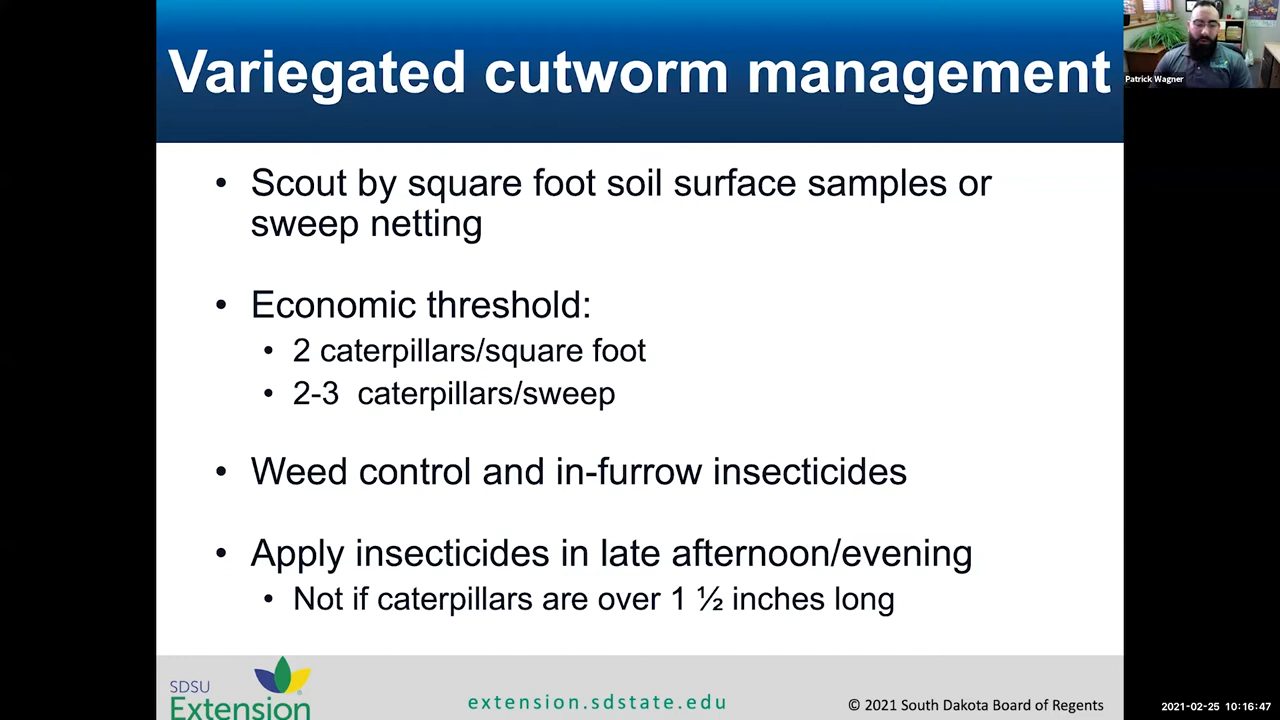 Variegated cutworm management
Patrick Wagner
• Scout by square foot soil surface samples or
sweep netting
• Economic threshold:
• 2 caterpillars/square foot
• 2-3 caterpillars/sweep
• Weed control and in-furrow insecticides
• Apply insecticides in late afternoon/evening
• Not if caterpillars are over 1 ½ inches long
SDSU
Extension
extension.sdstate.edu
© 2021 South Dakota Board of Regents
2021-02-25 10:16:47